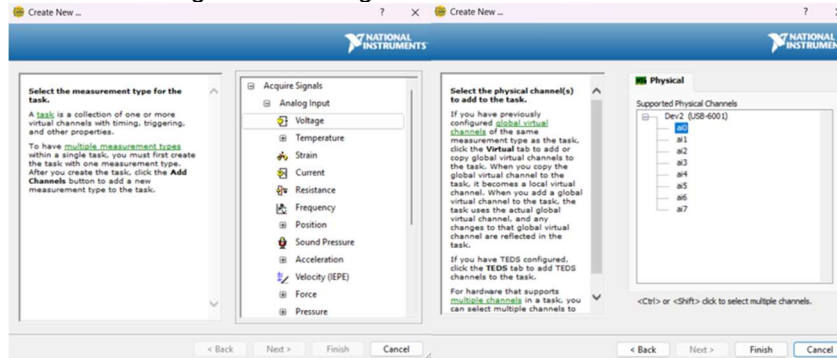 Create New ...
NATIONAL
INSTRUMENTS
Select the measurement type for the
task.
A task is a collection of one or more
virtual channels with timing, triggering,
and other properties.
To have multiple measurement types
within a single task, you must first create
the task with one measurement type.
After you create the task, click the Add
Channels button to add a new
measurement type to the task.
Acquire Signals
Analog Input
Voltage
Temperature
Strain
Current
Resistance
Frequency
Position
Sound Pressure
Acceleration
Velocity (IEPE)
Force
Pressure
< Back
Next >
Finish
Cancel
Create New ...
NATIONAL
INSTRUMEN
Select the physical channel(s)
to add to the task.
If you have previously
configured global virtual
channels of the same
measurement type as the task,
click the Virtual tab to add or
copy global virtual channels to
the task. When you copy the
global virtual channel to the
task, it becomes a local virtual
channel. When you add a global
virtual channel to the task, the
task uses the actual global
virtual channel, and any
changes to that global virtual
channel are reflected in the
task.
If you have TEDS configured,
click the TEDS tab to add TEDS
channels to the task.
For hardware that supports
multiple channels in a task, you
can select multiple channels to
Physical
Supported Physical Channels
Dev2 (USB-6001)
ai0
ai1
ai2
ai3
ai4
ai5
ai6
ai7
<Ctrl> or <Shift> click to select multiple channels.
< Back
Next >
Finish
Cancel